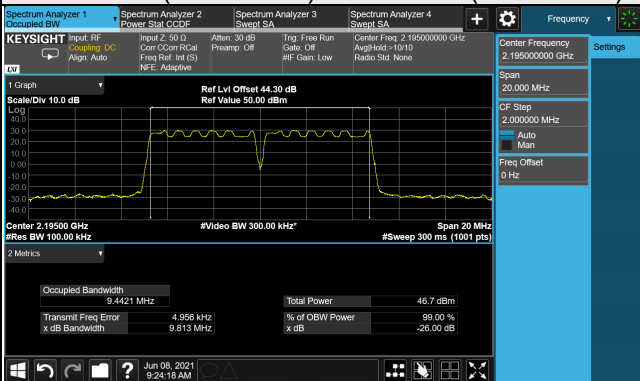 Spectrum Analyzer 1
Occupied BW
Spectrum Analyzer 2
Power Stat CCDF
Spectrum Analyzer 3
Swept SA
Spectrum Analyzer 4
Swept SA
+
Frequency
KEYSIGHT
Input: RF
Coupling: DC
Align: Auto
Input Z: 50 Ω
Corr CCorr RCal
Freq Ref: Int (S)
NFE: Adaptive
Atten: 30 dB
Preamp: Off
Trig: Free Run
Gate: Off
#IF Gain: Low
Center Freq: 2.195000000 GHz
Avg|Hold:>10/10
Radio Std: None
LXI
Center Frequency
2.195000000 GHz
Settings
Span
20.000 MHz
CF Step
2.000000 MHz
Auto
Man
Freq Offset
0 Hz
1 Graph
Scale/Div 10.0 dB
Ref Lvl Offset 44.30 dB
Ref Value 50.00 dBm
Log
40.0
30.0
20.0
10.0
0.00
-10.0
-20.0
-30.0
-40.0
Center 2.19500 GHz
#Res BW 100.00 kHz
#Video BW 300.00 kHz*
Span 20 MHz
#Sweep 300 ms (1001 pts)
2 Metrics
Occupied Bandwidth
9.4421 MHz
Transmit Freq Error 4.956 kHz
x dB Bandwidth 9.813 MHz
Total Power 46.7 dBm
% of OBW Power 99.00 %
x dB -26.00 dB
?
Jun 08, 2021
9:24:18 AM